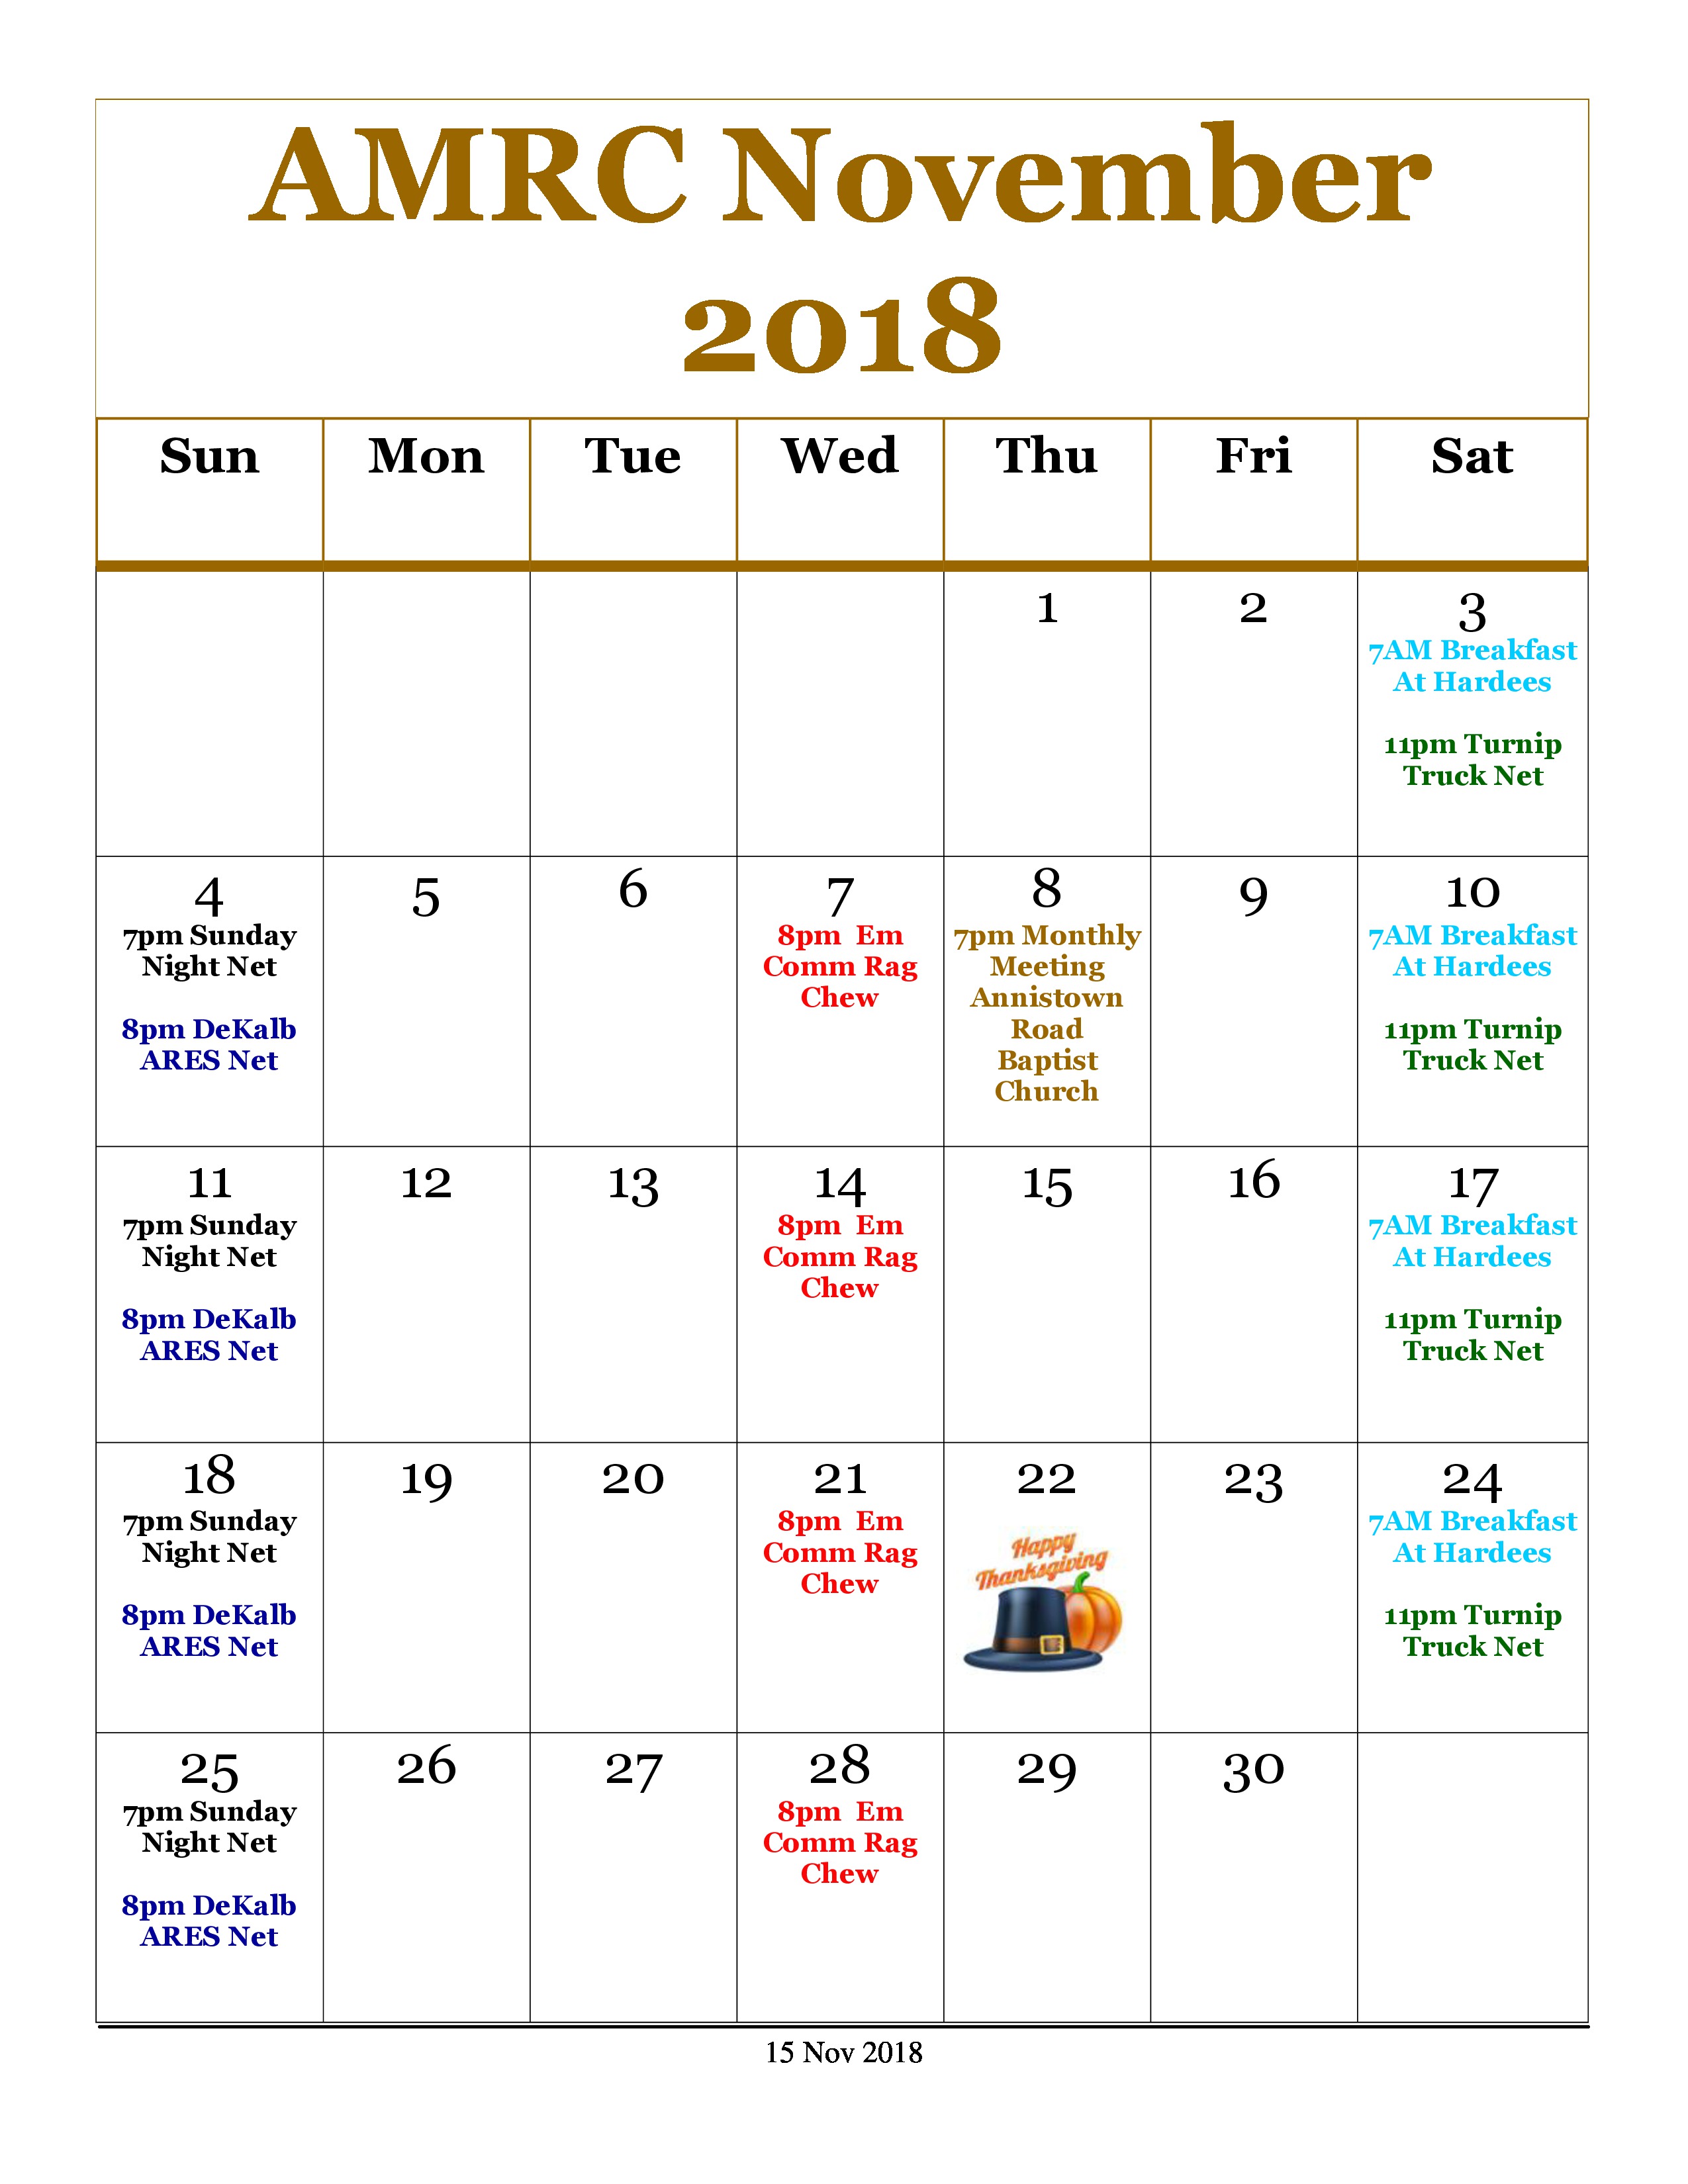 AMRC November
2018
Sun Mon Tue Wed Thu Fri Sat
1 2 3
7AM Breakfast
At Hardees
11pm Turnip
Truck Net
4 5 6 7 8 9 10
7pm Sunday
Night Net
8pm DeKalb
ARES Net
8pm  Em
Comm Rag
Chew
7pm Monthly
Meeting
Annistown
Road
Baptist
Church
7AM Breakfast
At Hardees
11pm Turnip
Truck Net
11 12 13 14 15 16 17
7pm Sunday
Night Net
8pm DeKalb
ARES Net
8pm  Em
Comm Rag
Chew
7AM Breakfast
At Hardees
11pm Turnip
Truck Net
18 19 20 21 22 23 24
7pm Sunday
Night Net
8pm DeKalb
ARES Net
8pm  Em
Comm Rag
Chew
Happy
Thanksgiving
7AM Breakfast
At Hardees
11pm Turnip
Truck Net
25 26 27 28 29 30
7pm Sunday
Night Net
8pm DeKalb
ARES Net
8pm  Em
Comm Rag
Chew
15 Nov 2018